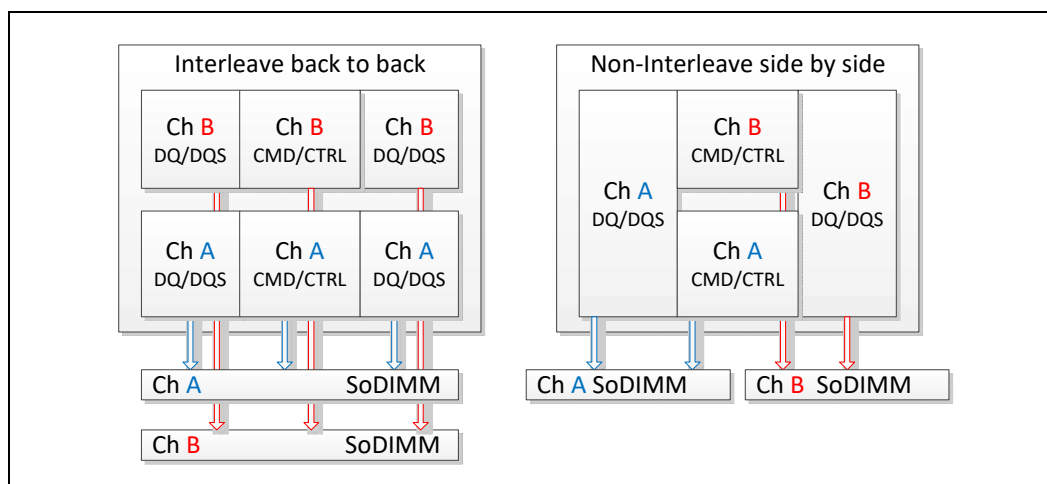 Interleave back to back
Ch B
DQ/DQS
Ch B
CMD/CTRL
Ch B
DQ/DQS
Ch A
DQ/DQS
Ch A
CMD/CTRL
Ch A
DQ/DQS
Ch A SoDIMM
Ch B SoDIMM
Non-Interleave side by side
Ch A
DQ/DQS
Ch B
CMD/CTRL
Ch A
CMD/CTRL
Ch B
DQ/DQS
Ch A SoDIMM
Ch B SoDIMM